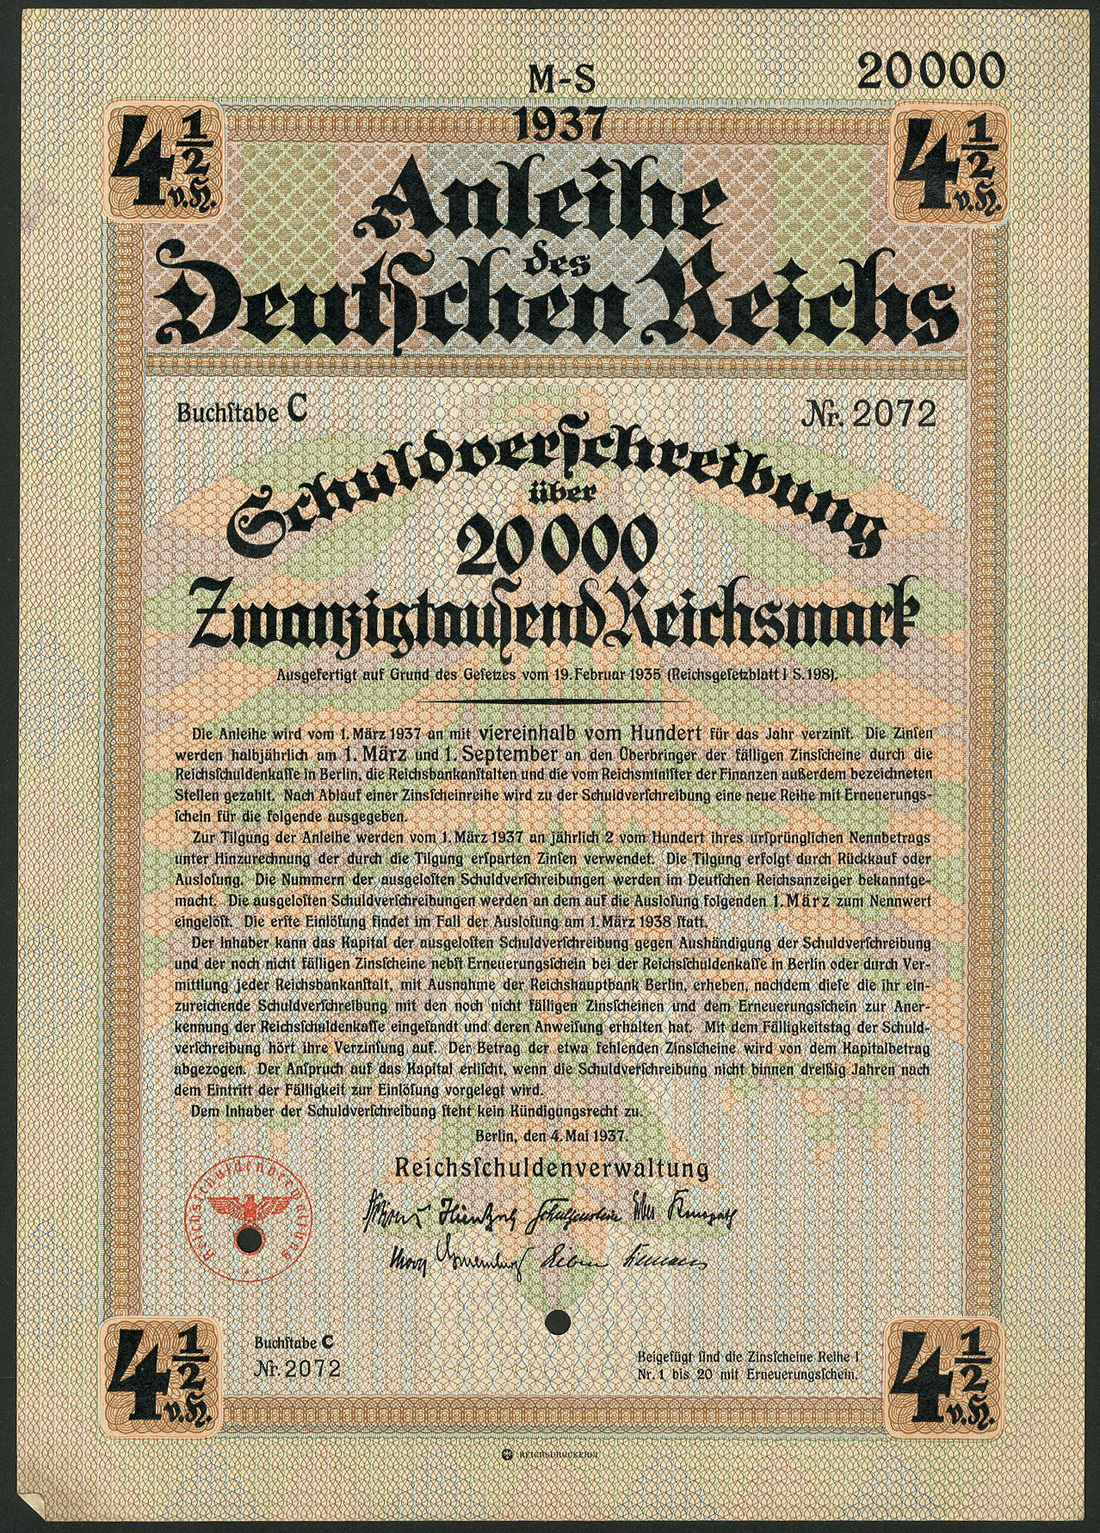 20000
M-S
1937
4 1/2 v.H.
4 1/2 v.H.
Anleihe
des
Deutſchen Reichs
Buchſtabe C
Nr. 2072
Schuldverſchreibung
über
20000
Zwanzigtauſend Reichsmark
Ausgefertigt auf Grund des Geſetzes vom 19. Februar 1935 (Reichsgeſetzblatt I S. 198).
Die Anleihe wird vom 1. März 1937 an mit viereinhalb vom Hundert für das Jahr verzinſt. Die Zinſen
werden halbjährlich am 1. März und 1. September an den Überbringer der fälligen Zinsſcheine durch die
Reichsſchuldenkaſſe in Berlin, die Reichsbankanſtalten und die vom Reichsminiſter der Finanzen außerdem bezeichneten
Stellen gezahlt. Nach Ablauf einer Zinsſcheinreihe wird zu der Schuldverſchreibung eine neue Reihe mit Erneuerungs-
ſchein für die folgende ausgegeben.
Zur Tilgung der Anleihe werden vom 1. März 1937 an jährlich 2 vom Hundert ihres urſprünglichen Nennbetrags
unter Hinzurechnung der durch die Tilgung erſparten Zinſen verwendet. Die Tilgung erfolgt durch Rückkauf oder
Ausloſung. Die Nummern der ausgeloſten Schuldverſchreibungen werden im Deutſchen Reichsanzeiger bekanntge-
macht. Die ausgeloſten Schuldverſchreibungen werden an dem auf die Ausloſung folgenden 1. März zum Nennwert
eingelöſt. Die erſte Einlöſung findet im Fall der Ausloſung am 1. März 1938 ſtatt.
Der Inhaber kann das Kapital der ausgeloſten Schuldverſchreibung gegen Aushändigung der Schuldverſchreibung
und der noch nicht fälligen Zinsſcheine nebſt Erneuerungsſchein bei der Reichsſchuldenkaſſe in Berlin oder durch Ver-
mittlung jeder Reichsbankanſtalt, mit Ausnahme der Reichshauptbank Berlin, erheben, nachdem dieſe die ihr ein-
zureichende Schuldverſchreibung mit den noch nicht fälligen Zinsſcheinen und dem Erneuerungsſchein zur Aner-
kennung der Reichsſchuldenkaſſe eingeſandt und deren Anweiſung erhalten hat. Mit dem Fälligkeitstag der Schuld-
verſchreibung hört ihre Verzinſung auf. Der Betrag der etwa fehlenden Zinsſcheine wird von dem Kapitalbetrag
abgezogen. Der Anſpruch auf das Kapital erliſcht, wenn die Schuldverſchreibung nicht binnen dreißig Jahren nach
dem Eintritt der Fälligkeit zur Einlöſung vorgelegt wird.
Dem Inhaber der Schuldverſchreibung ſteht kein Kündigungsrecht zu.
Berlin, den 4. Mai 1937.
Reichsſchuldenverwaltung
Reichsſchuldenverwaltung
4 1/2 v.H.
Buchſtabe C
Nr. 2072
Beigefügt ſind die Zinsſcheine Reihe I
Nr. 1 bis 20 mit Erneuerungsſchein.
4 1/2 v.H.
REICHSDRUCKEREI